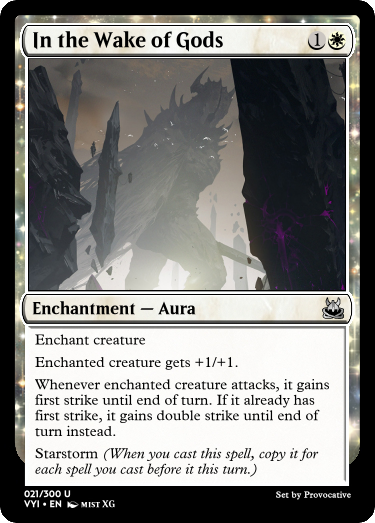 In the Wake of Gods 1
Enchantment — Aura
Enchant creature
Enchanted creature gets +1/+1.
Whenever enchanted creature attacks, it gains
first strike until end of turn. If it already has
first strike, it gains double strike until end of
turn instead.
Starstorm (When you cast this spell, copy it for
each spell you cast before it this turn.)
021/300 U
VYI • EN MIST XG
Set by Provocative